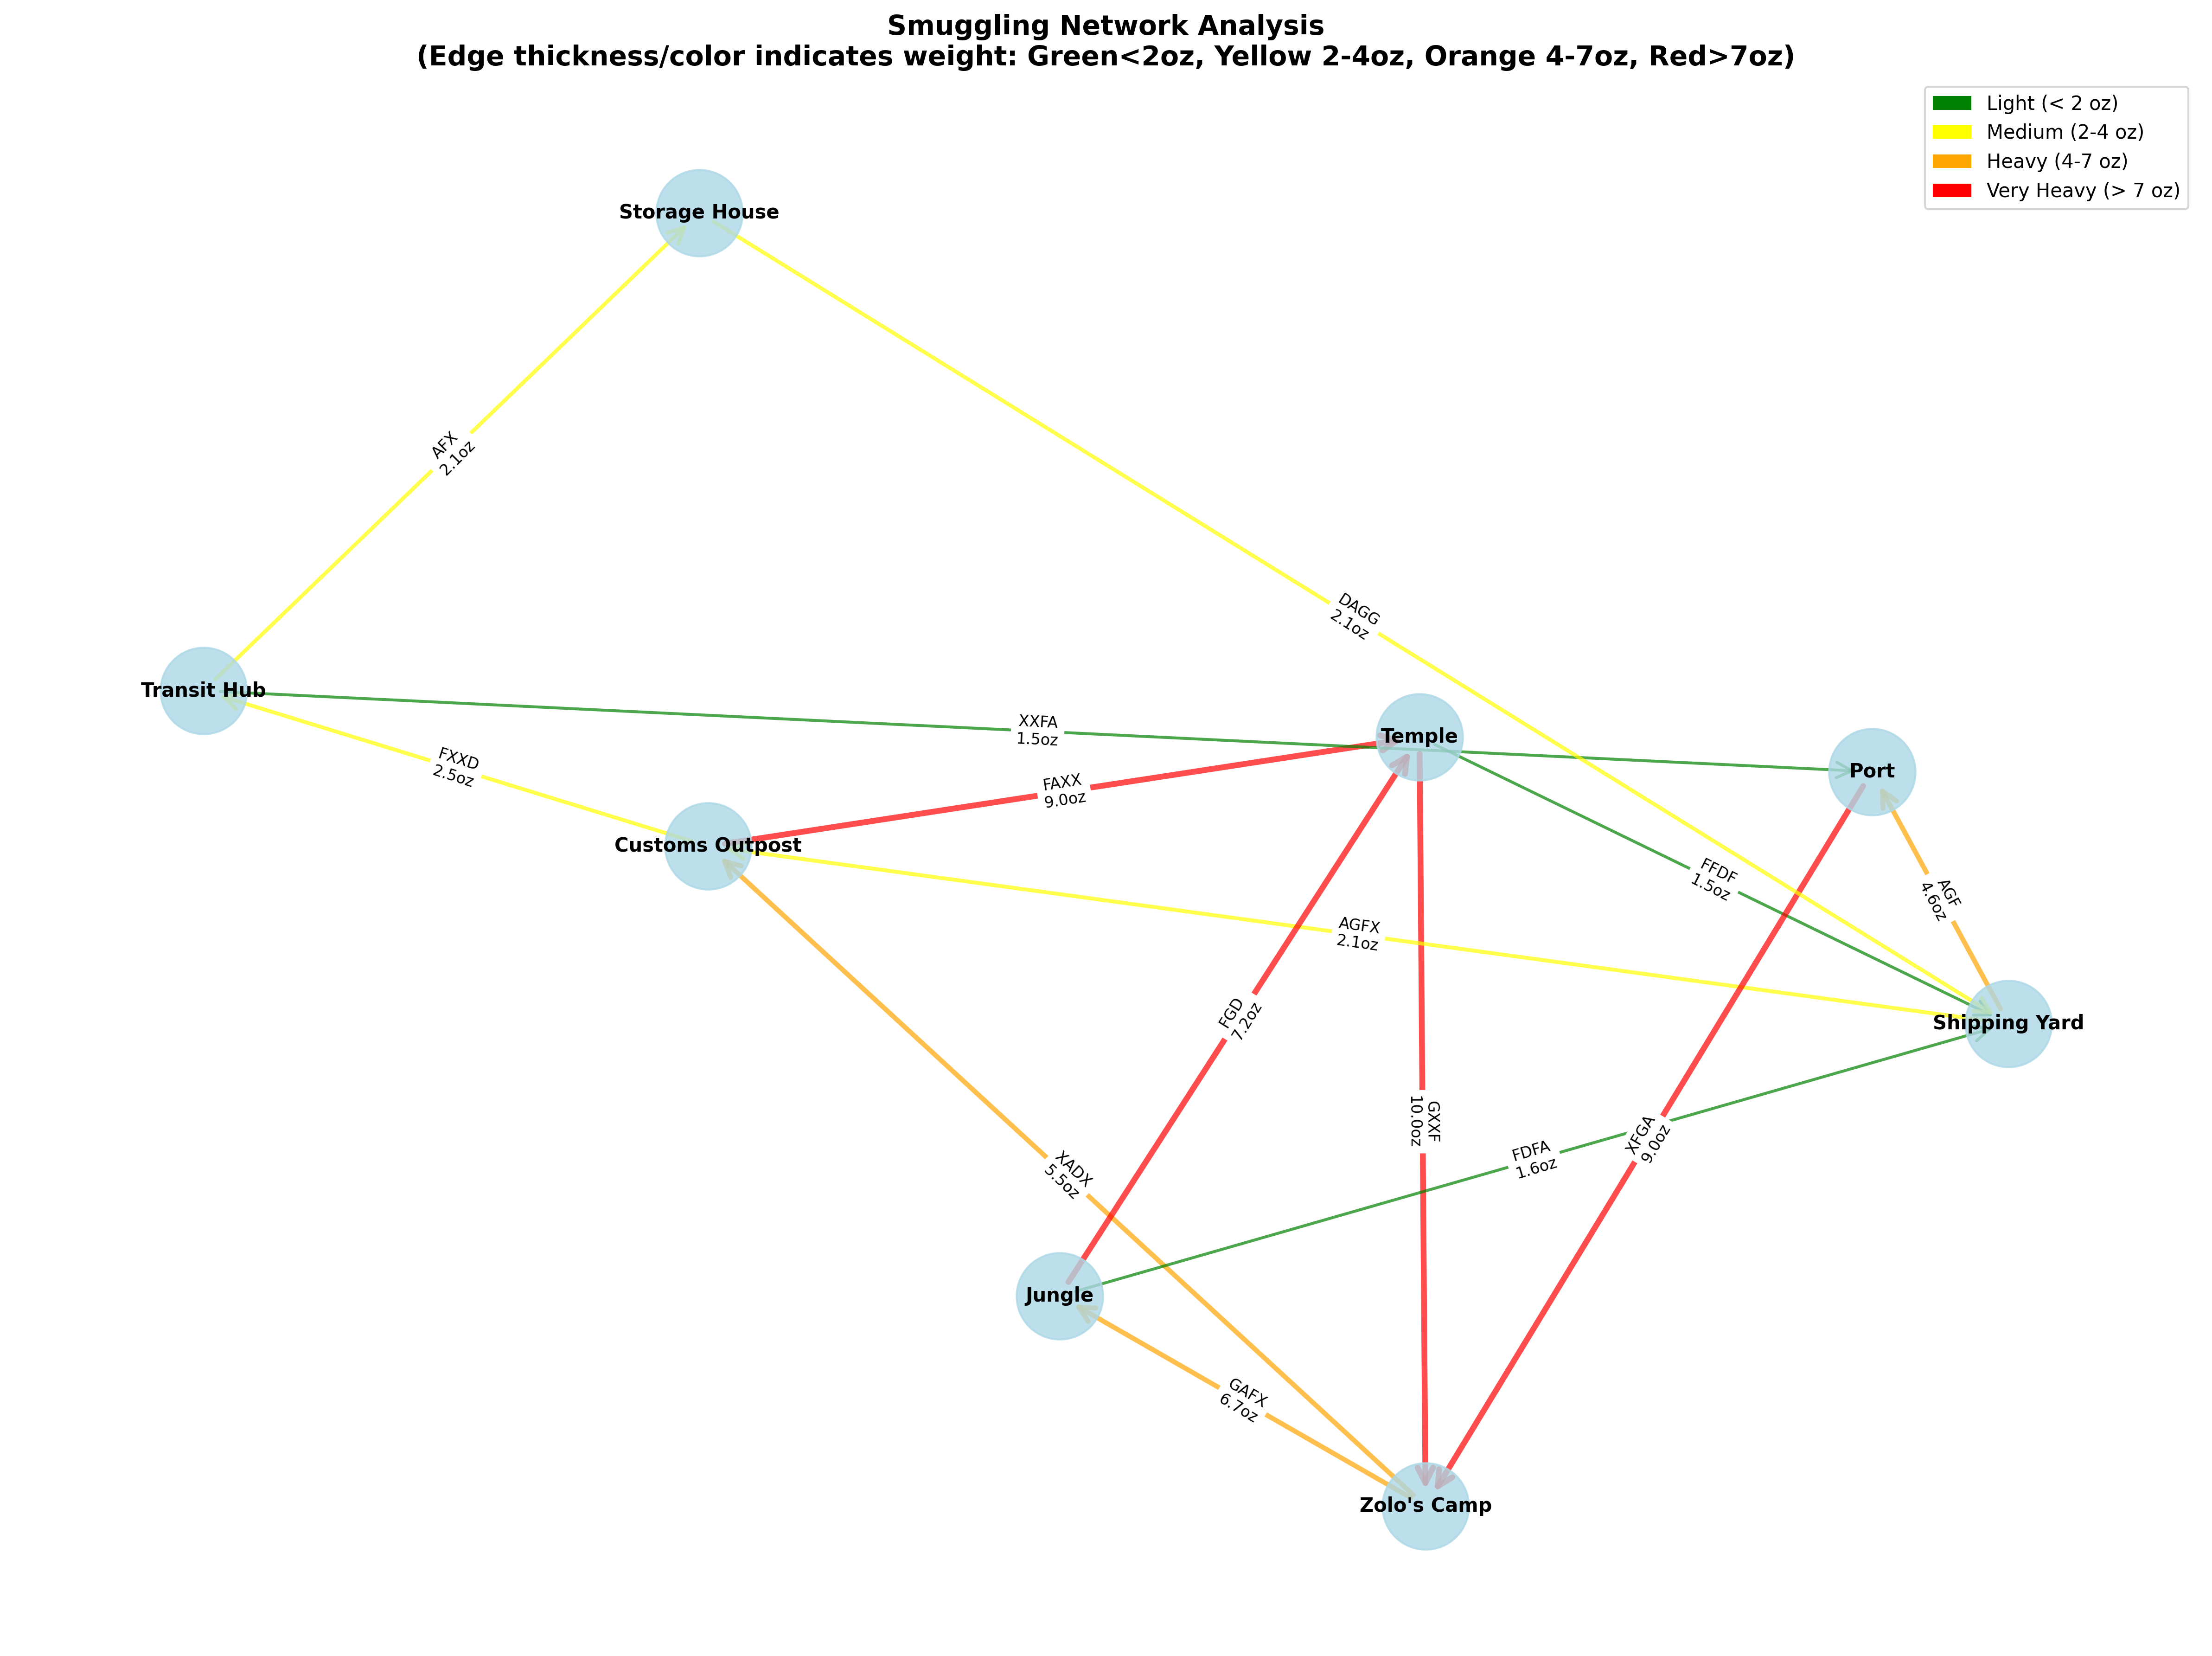 Smuggling Network Analysis
(Edge thickness/color indicates weight: Green<2oz, Yellow 2-4oz, Orange 4-7oz, Red>7oz)
Light (< 2 oz)
Medium (2-4 oz)
Heavy (4-7 oz)
Very Heavy (> 7 oz)
Storage House
AFX
2.1oz
DAGG
2.1oz
Transit Hub
XXFA
1.5oz
Temple
Port
FXXD
2.5oz
FAXX
9.0oz
Customs Outpost
FFDF
1.5oz
AGF
4.6oz
AGFX
2.1oz
FGD
7.2oz
Shipping Yard
GXXF
10.0oz
XFGA
9.0oz
FDFA
1.6oz
XADX
5.5oz
Jungle
GAFX
6.7oz
Zolo's Camp